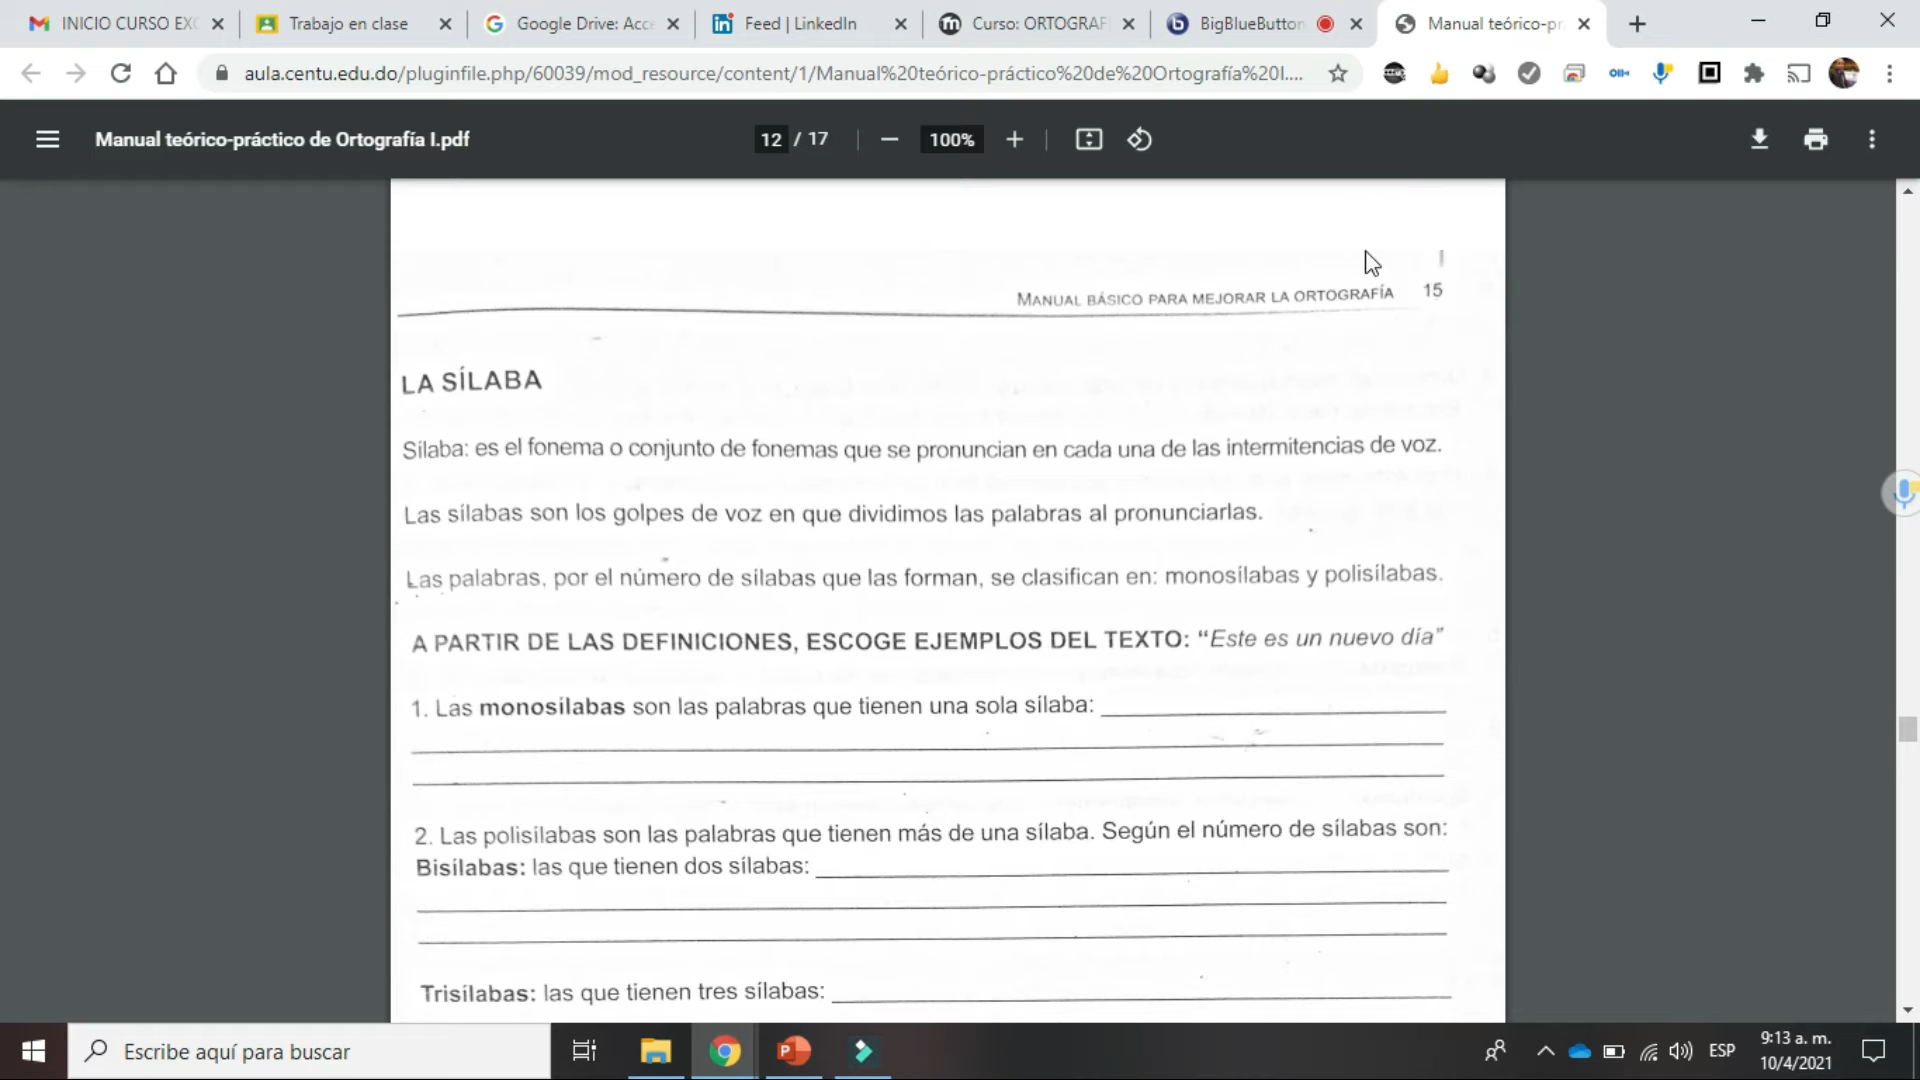 INICIO CURSO EXC
Trabajo en clase
Google Drive: Acce
Feed | LinkedIn
Curso: ORTOGRAF
BigBlueButton
Manual teórico-pr
aula.centu.edu.do/pluginfile.php/60039/mod_resource/content/1/Manual%20teórico-práctico%20de%20Ortografía%20I....
Manual teórico-práctico de Ortografía I.pdf
12 / 17
100%
MANUAL BÁSICO PARA MEJORAR LA ORTOGRAFÍA 15
LA SÍLABA
Sílaba: es el fonema o conjunto de fonemas que se pronuncian en cada una de las intermitencias de voz.
Las sílabas son los golpes de voz en que dividimos las palabras al pronunciarlas.
Las palabras, por el número de sílabas que las forman, se clasifican en: monosílabas y polisílabas.
A PARTIR DE LAS DEFINICIONES, ESCOGE EJEMPLOS DEL TEXTO: "Este es un nuevo día"
1. Las monosílabas son las palabras que tienen una sola sílaba:
2. Las polisílabas son las palabras que tienen más de una sílaba. Según el número de sílabas son:
Bisílabas: las que tienen dos sílabas:
Trisílabas: las que tienen tres sílabas:
Escribe aquí para buscar
ESP
9:13 a. m.
10/4/2021